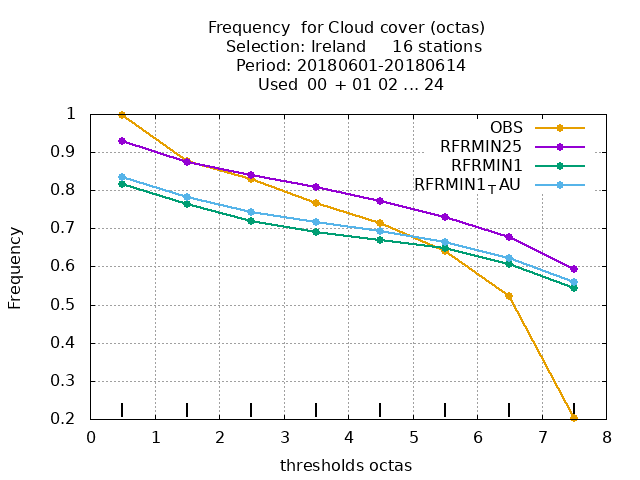 Frequency for Cloud cover (octas)
Selection: Ireland 16 stations
Period: 20180601-20180614
Used 00 + 01 02 ... 24
1
0.9
0.8
0.7
0.6
0.5
0.4
0.3
0.2
Frequency
OBS
RFRMIN25
RFRMIN1
RFRMIN1TAU
0 1 2 3 4 5 6 7 8
thresholds octas